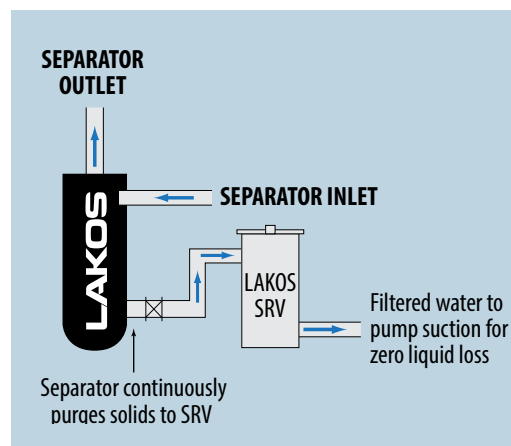 SEPARATOR
OUTLET
SEPARATOR INLET
LAKOS
LAKOS
SRV
Filtered water to
pump suction for
zero liquid loss
Separator continuously
purges solids to SRV